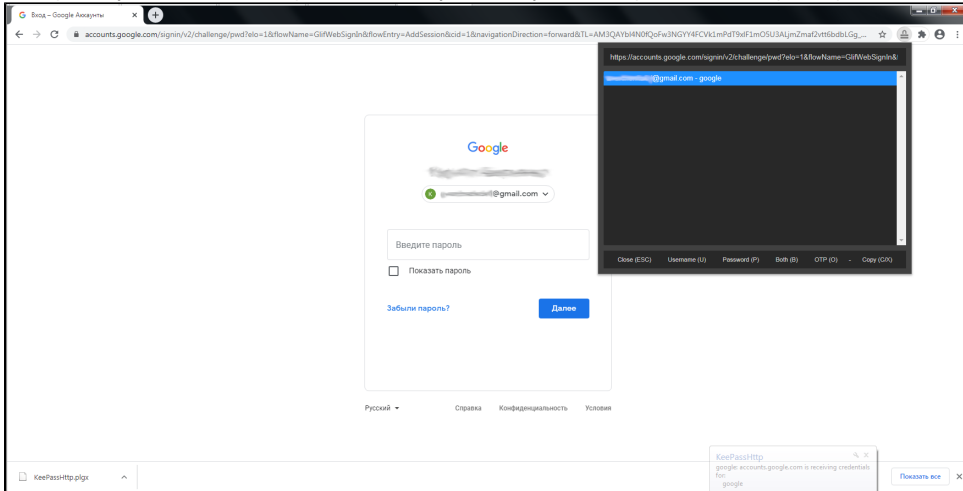 Вход – Google Аккаунты
accounts.google.com/signin/v2/challenge/pwd?elo=1&flowName=GlifWebSignIn&flowEntry=AddSession&cid=1&navigationDirection=forward&TL=AM3QAYbl4N0fQoFw3NGYY4FCVk1mPdT9xlF1mO5U3ALjmZmaf2vtt6bdbLGg_...
https://accounts.google.com/signin/v2/challenge/pwd?elo=1&flowName=GlifWebSignIn&
@gmail.com - google
Google
@gmail.com
Введите пароль
Показать пароль
Забыли пароль?
Далее
Close (ESC) Username (U) Password (P) Both (B) OTP (O) - Copy (C/X)
Русский
Справка Конфиденциальность Условия
KeePassHttp
google: accounts.google.com is receiving credentials
for:
google
KeePassHttp.plgx
Показать все